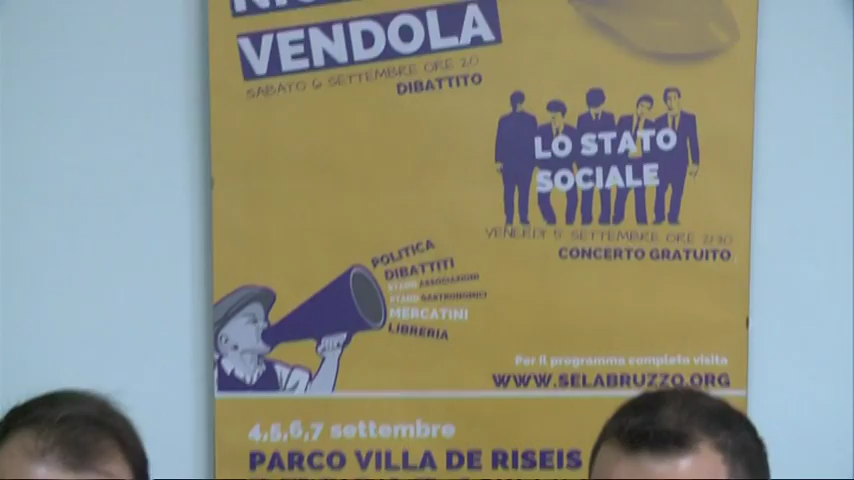 VENDOLA
SABATO 6 SETTEMBRE ORE 20
DIBATTITO
LO STATO
SOCIALE
VENERDI' 5 SETTEMBRE ORE 21:30
CONCERTO GRATUITO
POLITICA
DIBATTITI
STAND ASSOCIAZIONI
STAND GASTRONOMICI
MERCATINI
LIBRERIA
Per il programma completo visita
WWW.SELABRUZZO.ORG
4,5,6,7 settembre
PARCO VILLA DE RISEIS